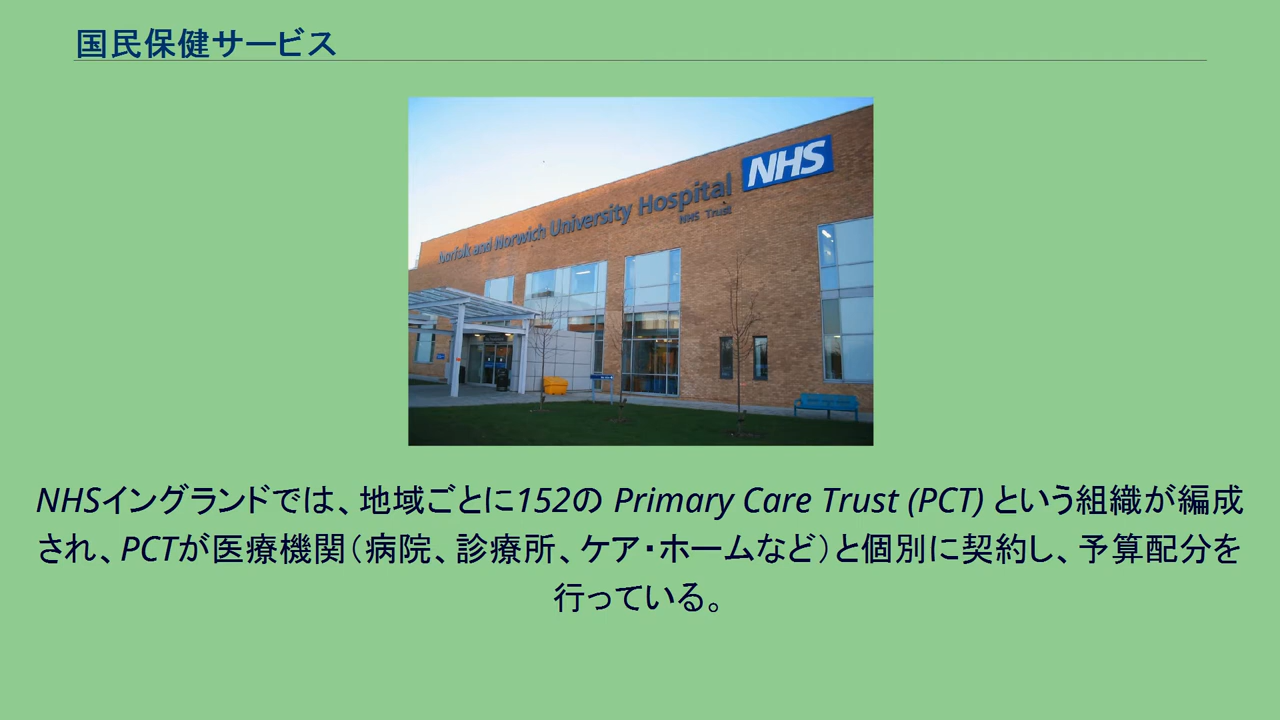 国民保健サービス
NHS
Norfolk and Norwich University Hospital
NHS Trust
NHSイングランドでは、地域ごとに152の Primary Care Trust (PCT) という組織が編成
され、PCTが医療機関（病院、診療所、ケア・ホームなど）と個別に契約し、予算配分を
行っている。